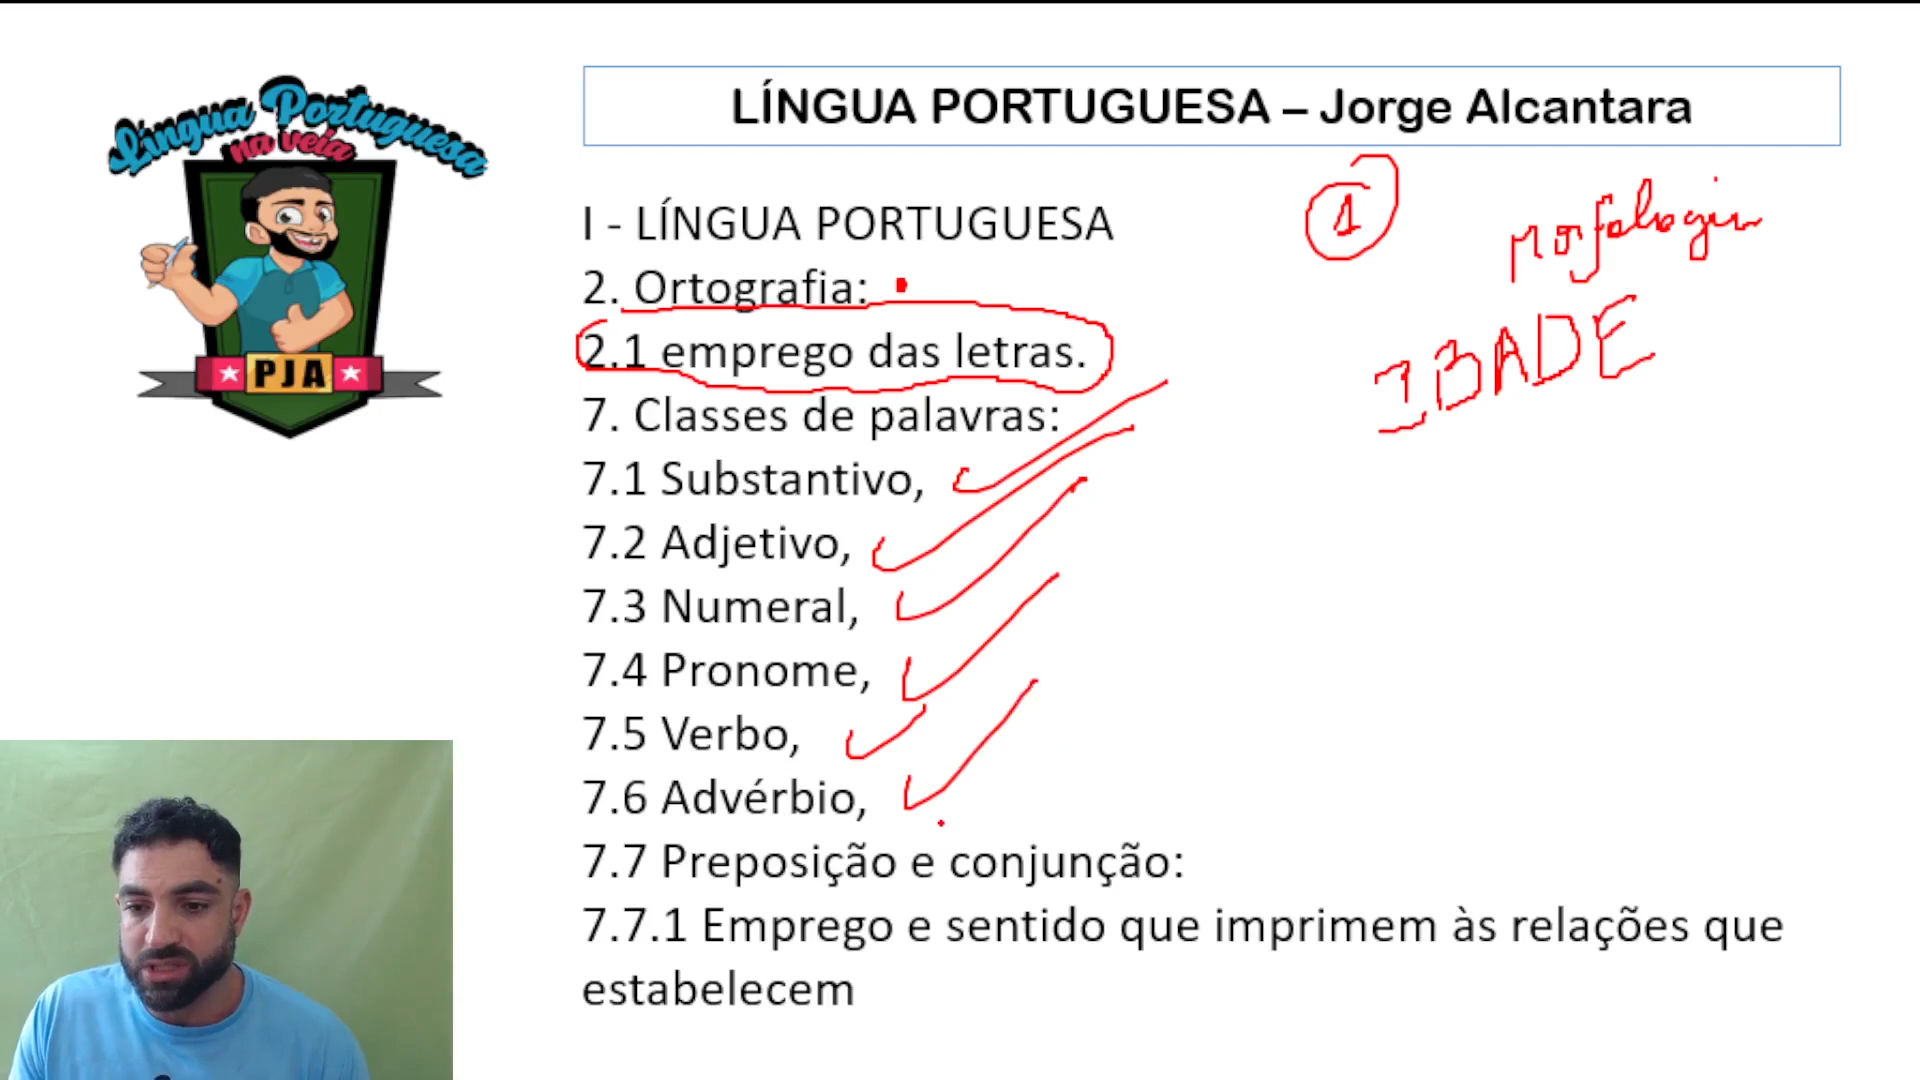 Língua Portuguesa
na veia
PJA
LÍNGUA PORTUGUESA – Jorge Alcantara
1
Morfologia
IBADE
I - LÍNGUA PORTUGUESA
2. Ortografia:
2.1 emprego das letras.
7. Classes de palavras:
7.1 Substantivo,
7.2 Adjetivo,
7.3 Numeral,
7.4 Pronome,
7.5 Verbo,
7.6 Advérbio,
7.7 Preposição e conjunção:
7.7.1 Emprego e sentido que imprimem às relações que
estabelecem